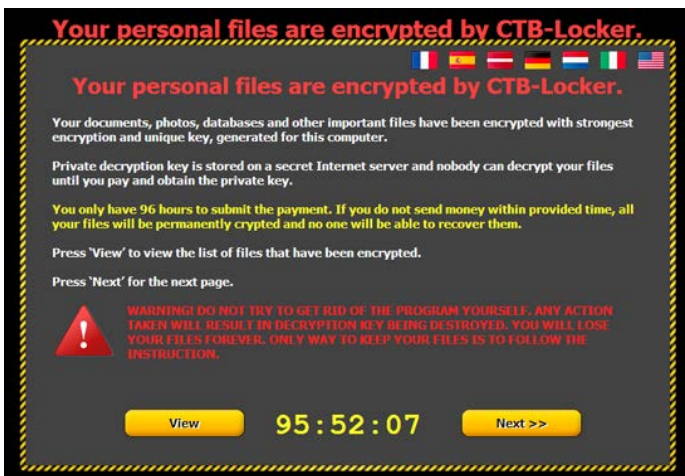 Your personal files are encrypted by CTB-Locker.
Your personal files are encrypted by CTB-Locker.
Your documents, photos, databases and other important files have been encrypted with strongest
encryption and unique key, generated for this computer.
Private decryption key is stored on a secret Internet server and nobody can decrypt your files
until you pay and obtain the private key.
You only have 96 hours to submit the payment. If you do not send money within provided time, all
your files will be permanently crypted and no one will be able to recover them.
Press 'View' to view the list of files that have been encrypted.
Press 'Next' for the next page.
WARNING! DO NOT TRY TO GET RID OF THE PROGRAM YOURSELF. ANY ACTION
TAKEN WILL RESULT IN DECRYPTION KEY BEING DESTROYED. YOU WILL LOSE
YOUR FILES FOREVER. ONLY WAY TO KEEP YOUR FILES IS TO FOLLOW THE
INSTRUCTION.
View
95:52:07
Next >>